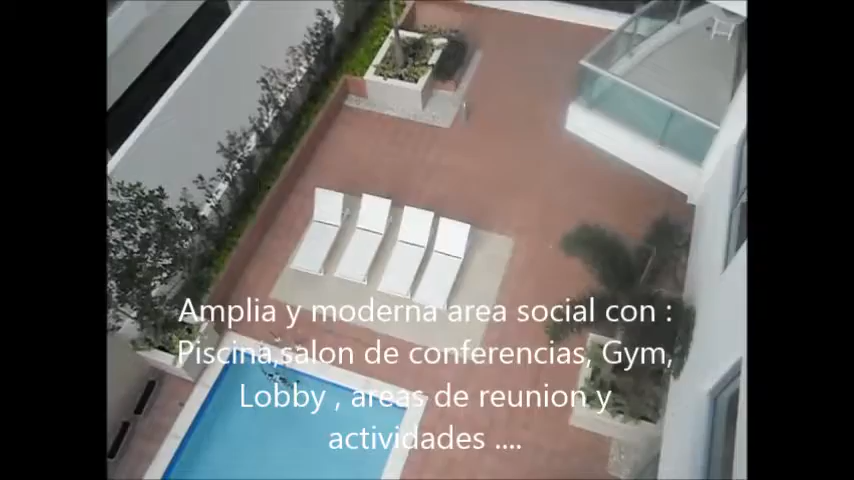 Amplia y moderna area social con :
Piscina,salon de conferencias, Gym,
Lobby , areas de reunion y
actividades ....